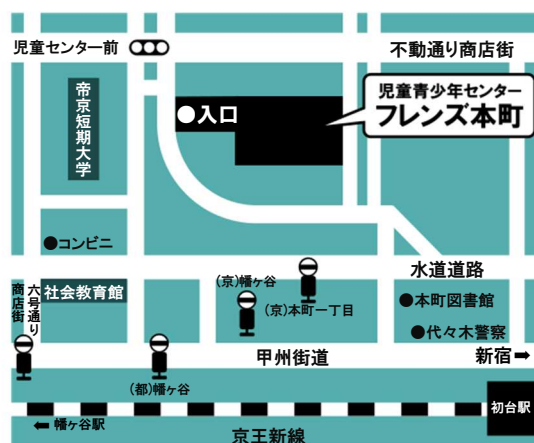 児童センター前
不動通り商店街
児童青少年センター
フレンズ本町
●入口
帝京短期大学
●コンビニ
水道道路
(京)幡ヶ谷
(京)本町一丁目
●本町図書館
●代々木警察
社会教育館
六号通り
商店街
甲州街道
新宿➡
(都)幡ヶ谷
初台駅
⬅幡ヶ谷駅
京王新線